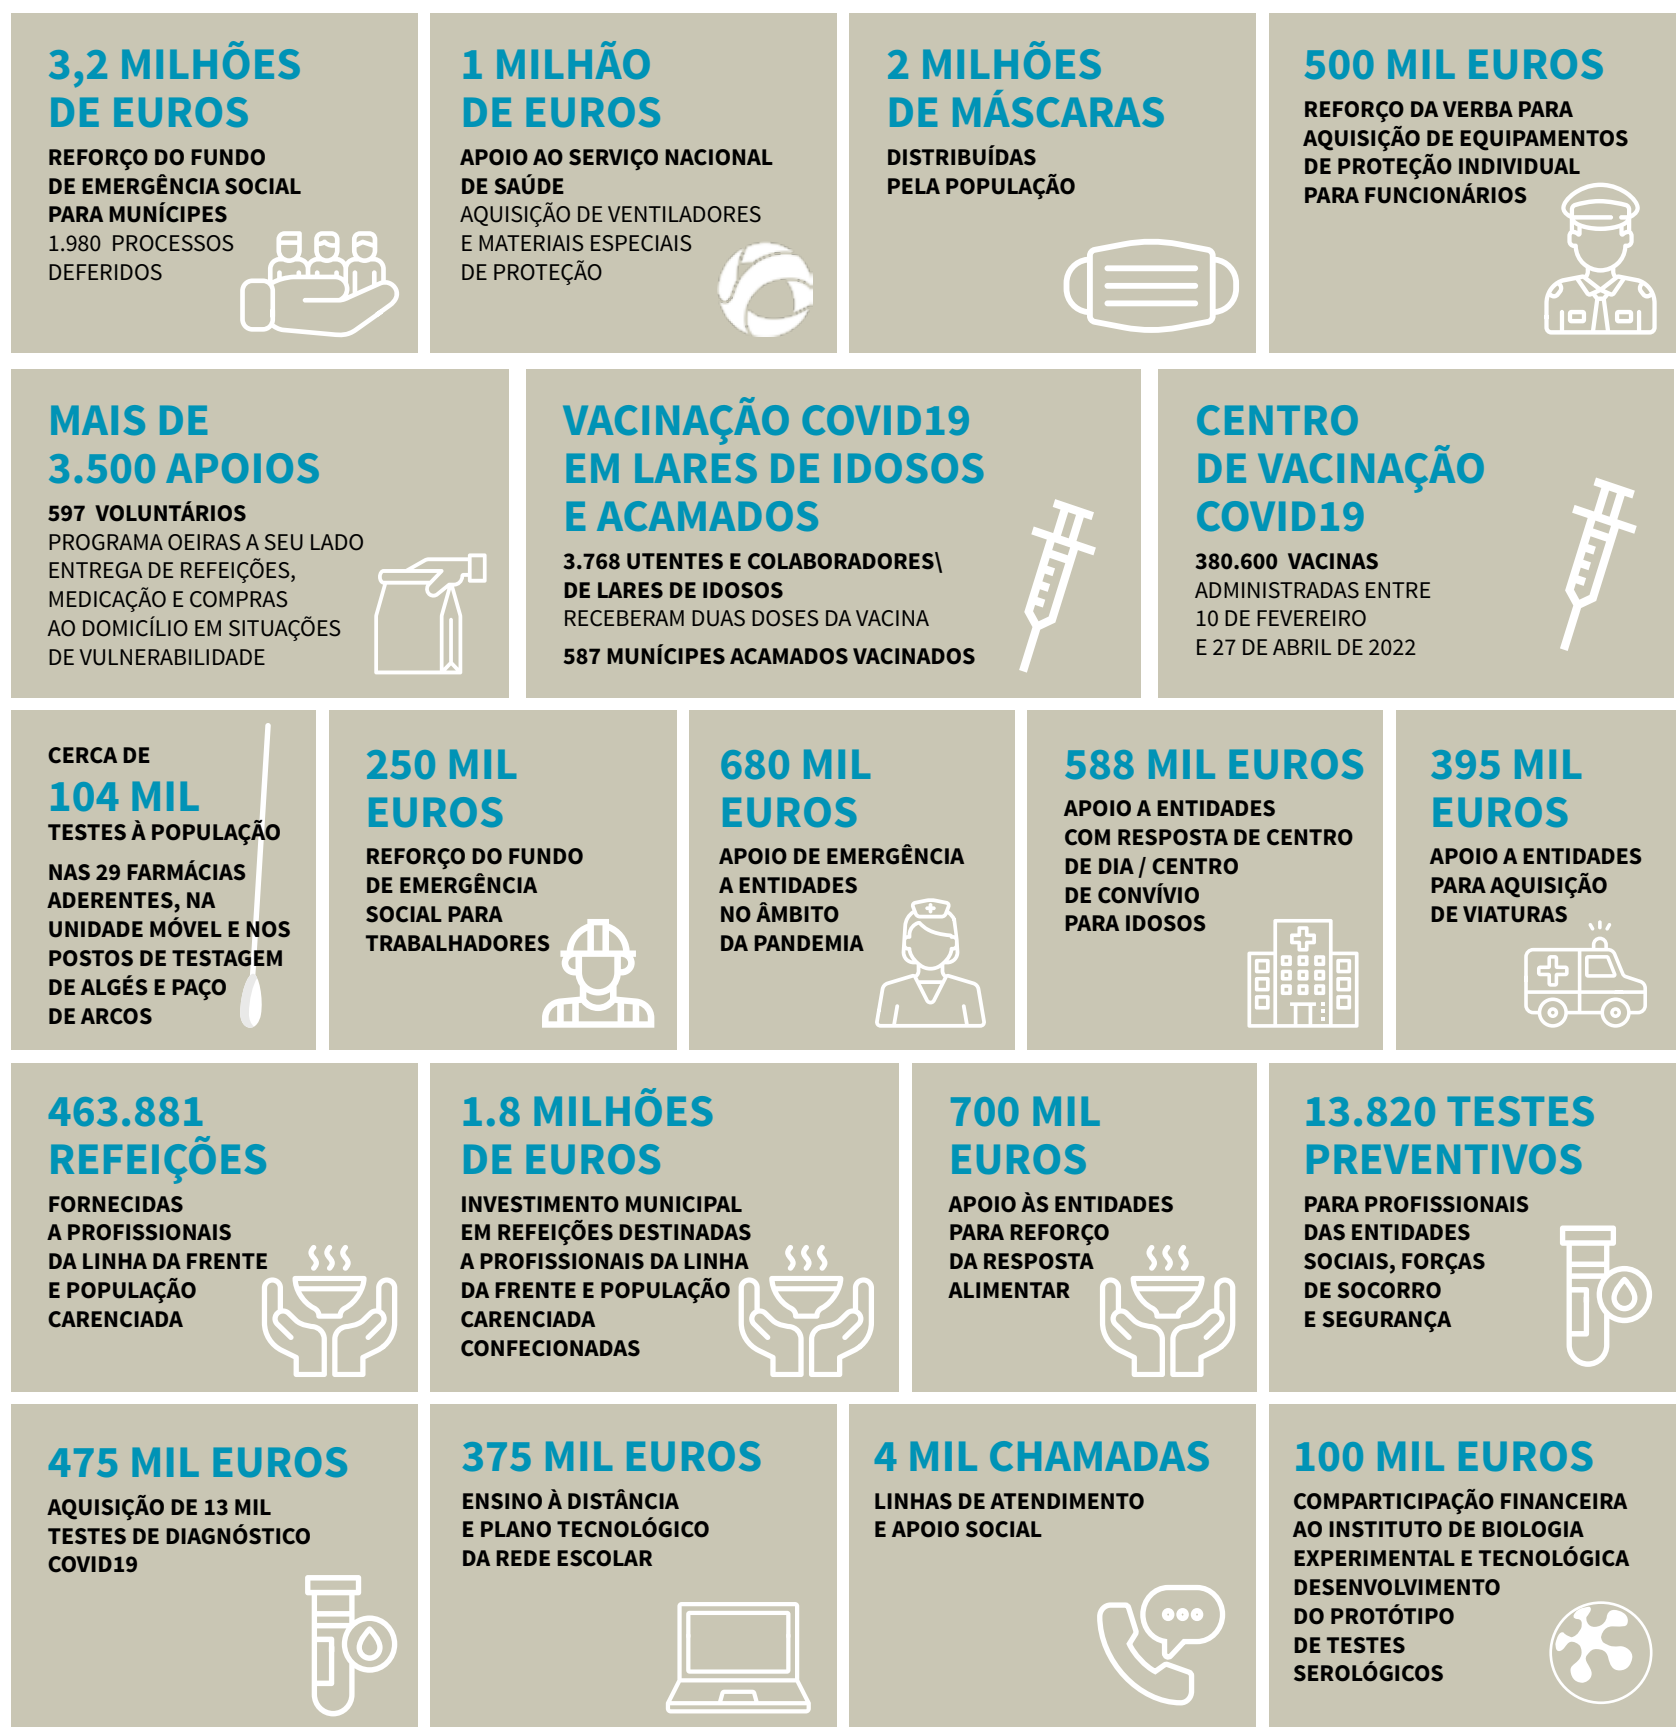 3,2 MILHÕES
DE EUROS
REFORÇO DO FUNDO
DE EMERGÊNCIA SOCIAL
PARA MUNÍCIPES
1.980 PROCESSOS
DEFERIDOS
1 MILHÃO
DE EUROS
APOIO AO SERVIÇO NACIONAL
DE SAÚDE
AQUISIÇÃO DE VENTILADORES
E MATERIAIS ESPECIAIS
DE PROTEÇÃO
2 MILHÕES
DE MÁSCARAS
DISTRIBUÍDAS
PELA POPULAÇÃO
500 MIL EUROS
REFORÇO DA VERBA PARA
AQUISIÇÃO DE EQUIPAMENTOS
DE PROTEÇÃO INDIVIDUAL
PARA FUNCIONÁRIOS
MAIS DE
3.500 APOIOS
597 VOLUNTÁRIOS
PROGRAMA OEIRAS A SEU LADO
ENTREGA DE REFEIÇÕES,
MEDICAÇÃO E COMPRAS
AO DOMICÍLIO EM SITUAÇÕES
DE VULNERABILIDADE
VACINAÇÃO COVID19
EM LARES DE IDOSOS
E ACAMADOS
3.768 UTENTES E COLABORADORES\
DE LARES DE IDOSOS
RECEBERAM DUAS DOSES DA VACINA
587 MUNÍCIPES ACAMADOS VACINADOS
CENTRO
DE VACINAÇÃO
COVID19
380.600 VACINAS
ADMINISTRADAS ENTRE
10 DE FEVEREIRO
E 27 DE ABRIL DE 2022
CERCA DE
104 MIL
TESTES À POPULAÇÃO
NAS 29 FARMÁCIAS
ADERENTES, NA
UNIDADE MÓVEL E NOS
POSTOS DE TESTAGEM
DE ALGÉS E PAÇO
DE ARCOS
250 MIL
EUROS
REFORÇO DO FUNDO
DE EMERGÊNCIA
SOCIAL PARA
TRABALHADORES
680 MIL
EUROS
APOIO DE EMERGÊNCIA
A ENTIDADES
NO ÂMBITO
DA PANDEMIA
588 MIL EUROS
APOIO A ENTIDADES
COM RESPOSTA DE CENTRO
DE DIA / CENTRO
DE CONVÍVIO
PARA IDOSOS
395 MIL
EUROS
APOIO A ENTIDADES
PARA AQUISIÇÃO
DE VIATURAS
463.881
REFEIÇÕES
FORNECIDAS
A PROFISSIONAIS
DA LINHA DA FRENTE
E POPULAÇÃO
CARENCIADA
1.8 MILHÕES
DE EUROS
INVESTIMENTO MUNICIPAL
EM REFEIÇÕES DESTINADAS
A PROFISSIONAIS DA LINHA
DA FRENTE E POPULAÇÃO
CARENCIADA
CONFECIONADAS
700 MIL
EUROS
APOIO ÀS ENTIDADES
PARA REFORÇO
DA RESPOSTA
ALIMENTAR
13.820 TESTES
PREVENTIVOS
PARA PROFISSIONAIS
DAS ENTIDADES
SOCIAIS, FORÇAS
DE SOCORRO
E SEGURANÇA
475 MIL EUROS
AQUISIÇÃO DE 13 MIL
TESTES DE DIAGNÓSTICO
COVID19
375 MIL EUROS
ENSINO À DISTÂNCIA
E PLANO TECNOLÓGICO
DA REDE ESCOLAR
4 MIL CHAMADAS
LINHAS DE ATENDIMENTO
E APOIO SOCIAL
100 MIL EUROS
COMPARTICIPAÇÃO FINANCEIRA
AO INSTITUTO DE BIOLOGIA
EXPERIMENTAL E TECNOLÓGICA
DESENVOLVIMENTO
DO PROTÓTIPO
DE TESTES
SEROLÓGICOS